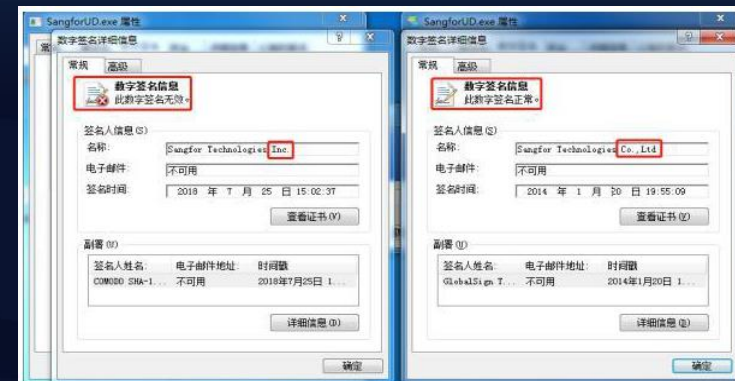 SangforUD.exe 属性
数字签名详细信息
常规 高级
数字签名信息
此数字签名无效。
签名人信息(S)
名称: Sangfor Technologies Inc.
电子邮件: 不可用
签名时间: 2018 年 7 月 25 日 15:02:37
查看证书(V)
副署(U)
签名人姓名: 电子邮件地址: 时间戳
COMODO SHA-1... 不可用 2018年7月25日 1...
详细信息(D)
确定
SangforUD.exe 属性
数字签名详细信息
常规 高级
数字签名信息
此数字签名正常。
签名人信息(S)
名称: Sangfor Technologies Co.,Ltd
电子邮件: 不可用
签名时间: 2014 年 1 月 20 日 19:55:09
查看证书(V)
副署(U)
签名人姓名: 电子邮件地址: 时间戳
GlobalSign T... 不可用 2014年1月20日 1...
详细信息(D)
确定